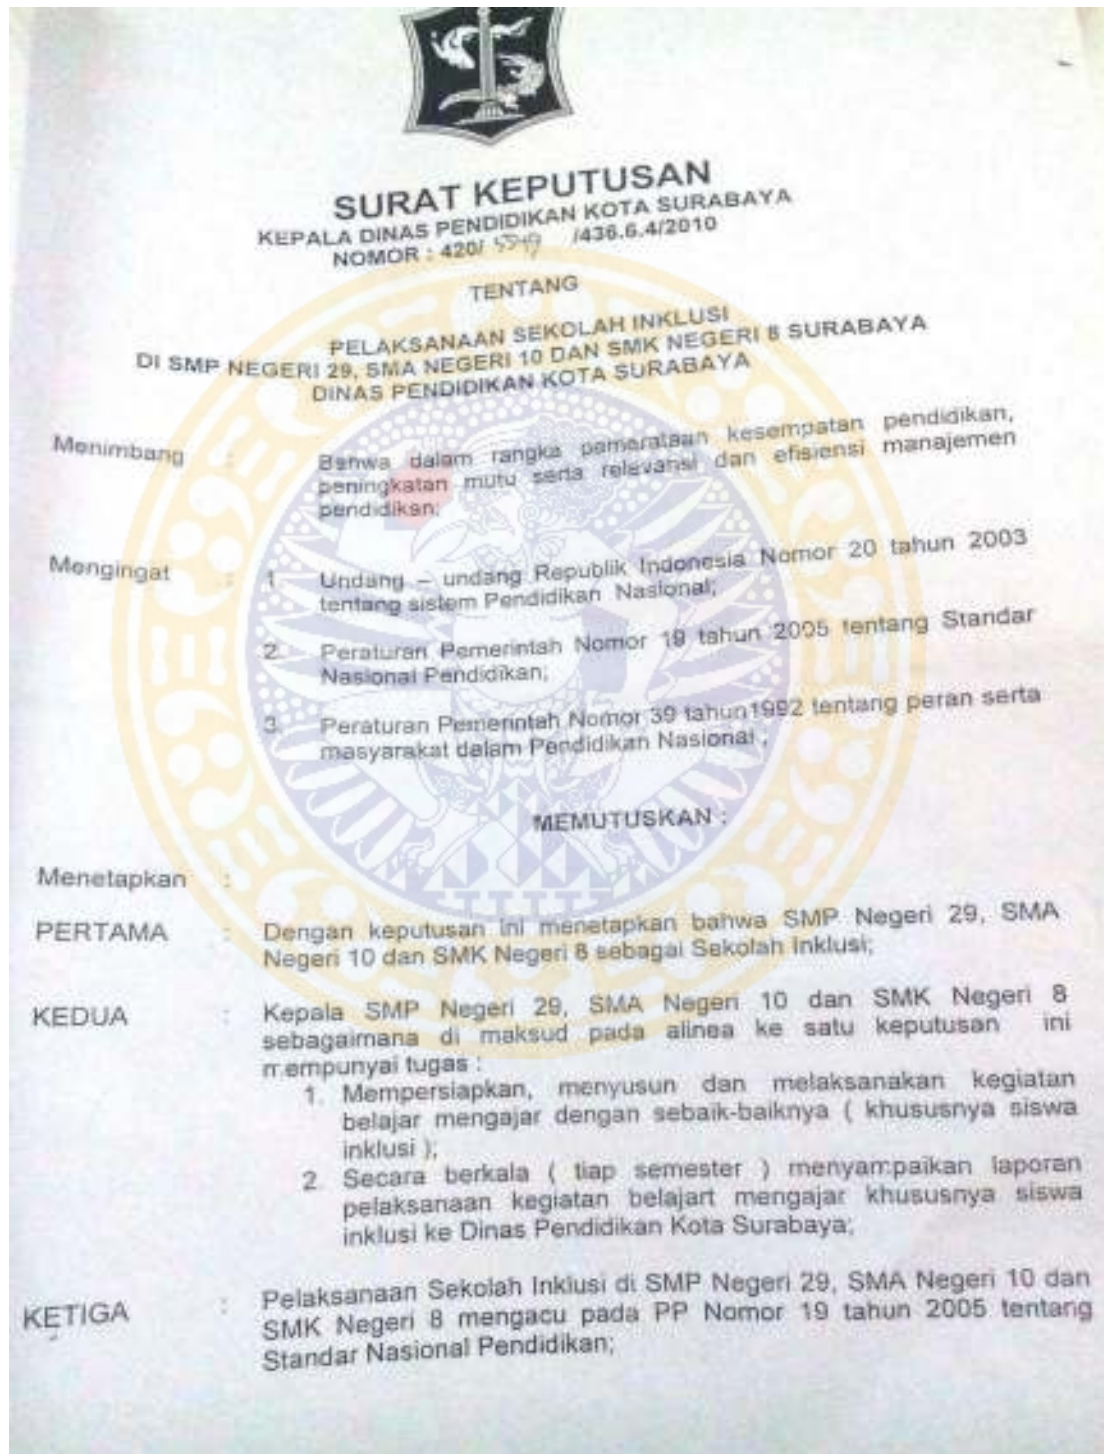 SURAT KEPUTUSAN
KEPALA DINAS PENDIDIKAN KOTA SURABAYA
NOMOR : 420/ /436.6.4/2010
TENTANG
PELAKSANAAN SEKOLAH INKLUSI
DI SMP NEGERI 29, SMA NEGERI 10 DAN SMK NEGERI 8 SURABAYA
DINAS PENDIDIKAN KOTA SURABAYA
Menimbang : Bahwa dalam rangka pemerataan kesempatan pendidikan,
peningkatan mutu serta relevansi dan efisiensi manajemen
pendidikan;
Mengingat : 1. Undang – undang Republik Indonesia Nomor 20 tahun 2003
tentang sistem Pendidikan Nasional;
2. Peraturan Pemerintah Nomor 19 tahun 2005 tentang Standar
Nasional Pendidikan;
3. Peraturan Pemerintah Nomor 39 tahun1992 tentang peran serta
masyarakat dalam Pendidikan Nasional ;
MEMUTUSKAN :
Menetapkan :
PERTAMA : Dengan keputusan ini menetapkan bahwa SMP Negeri 29, SMA
Negeri 10 dan SMK Negeri 8 sebagai Sekolah Inklusi;
KEDUA : Kepala SMP Negeri 29, SMA Negeri 10 dan SMK Negeri 8
sebagaimana di maksud pada alinea ke satu keputusan ini
mempunyai tugas :
1. Mempersiapkan, menyusun dan melaksanakan kegiatan
belajar mengajar dengan sebaik-baiknya ( khususnya siswa
inklusi );
2. Secara berkala ( tiap semester ) menyampaikan laporan
pelaksanaan kegiatan belajart mengajar khususnya siswa
inklusi ke Dinas Pendidikan Kota Surabaya;
KETIGA : Pelaksanaan Sekolah Inklusi di SMP Negeri 29, SMA Negeri 10 dan
SMK Negeri 8 mengacu pada PP Nomor 19 tahun 2005 tentang
Standar Nasional Pendidikan;